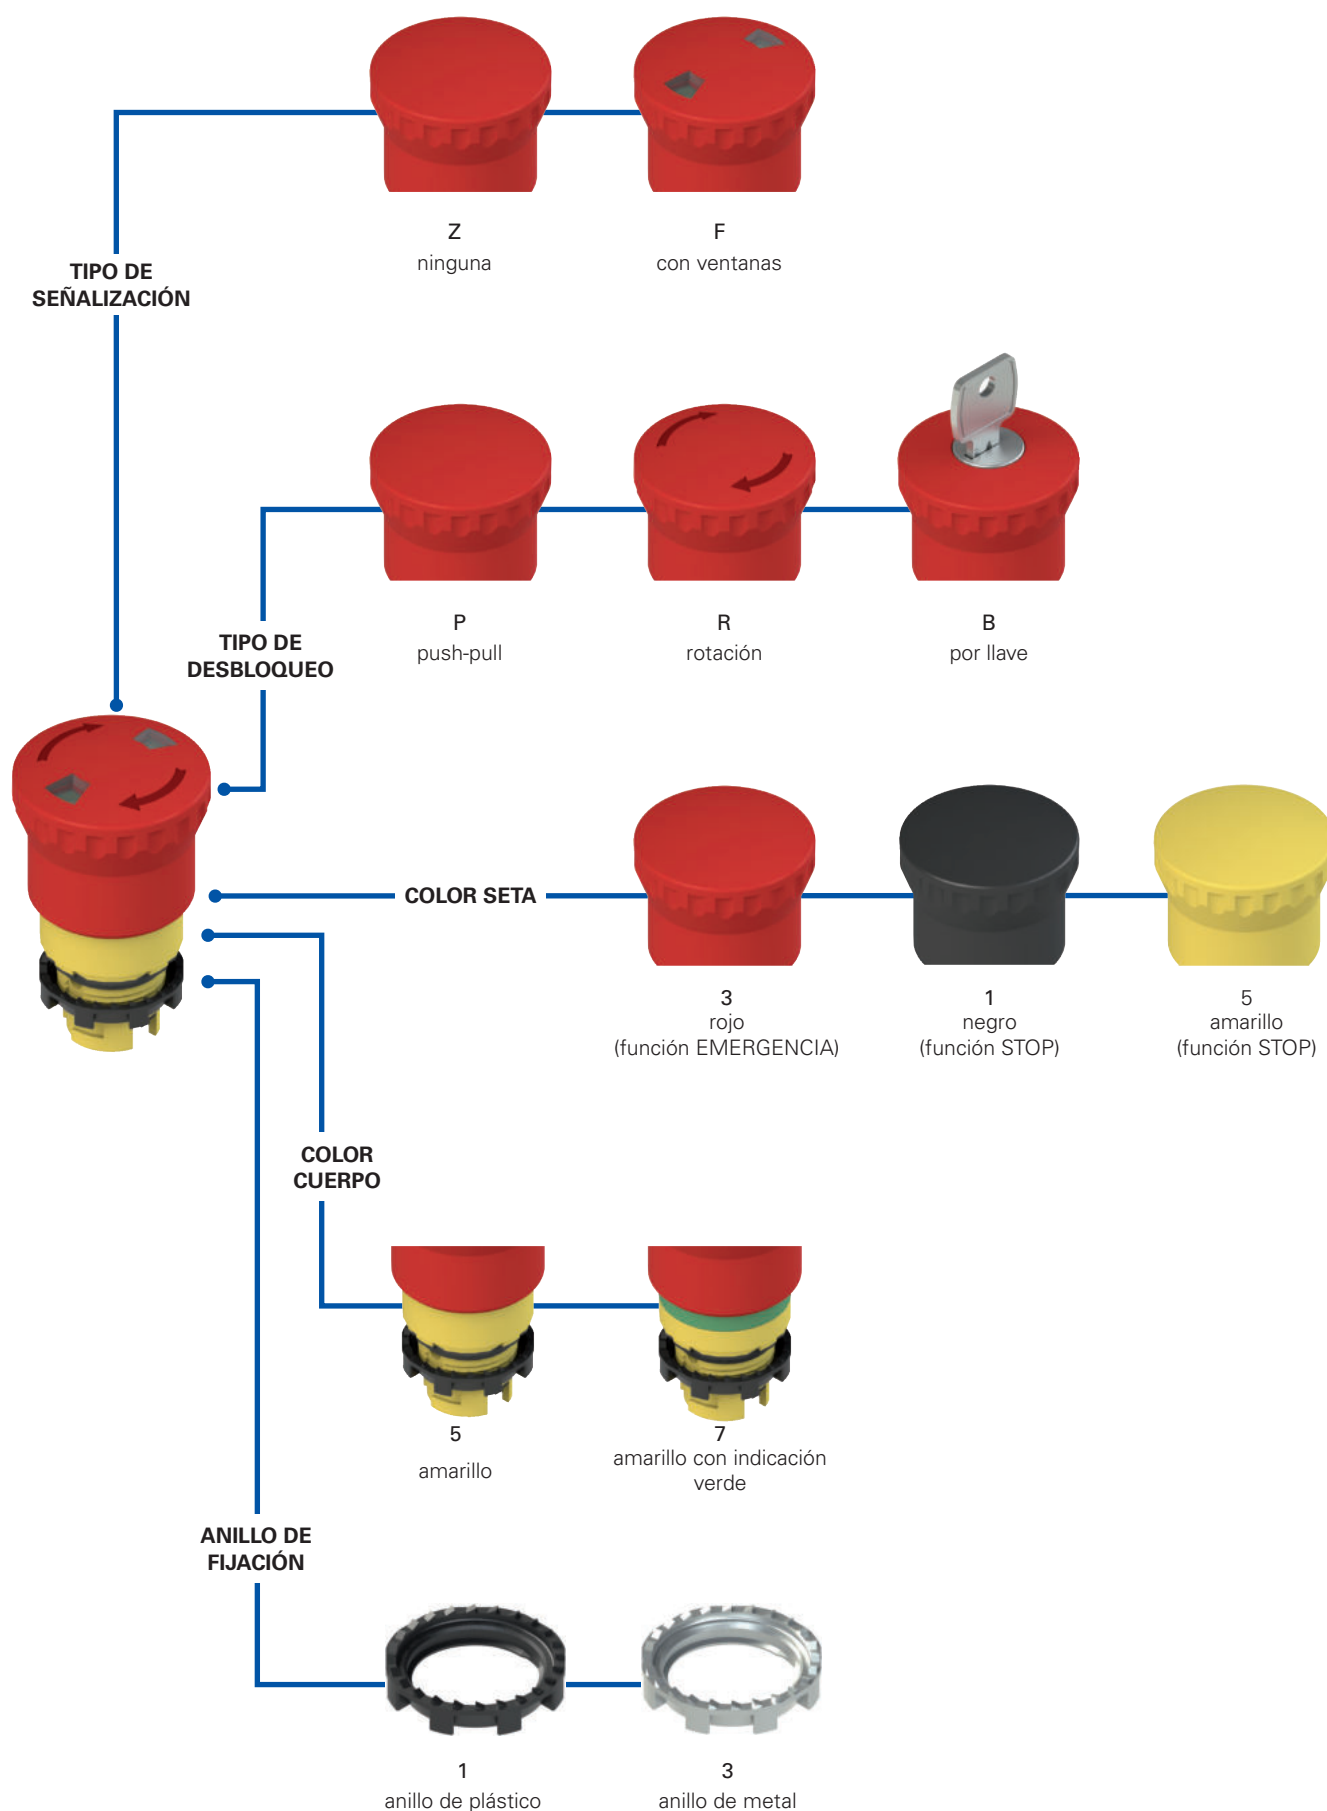 Z
ninguna
F
con ventanas
TIPO DE
SEÑALIZACIÓN
P
push-pull
R
rotación
B
por llave
TIPO DE
DESBLOQUEO
COLOR SETA
3
rojo
(función EMERGENCIA)
1
negro
(función STOP)
5
amarillo
(función STOP)
COLOR
CUERPO
5
amarillo
7
amarillo con indicación
verde
ANILLO DE
FIJACIÓN
1
anillo de plástico
3
anillo de metal